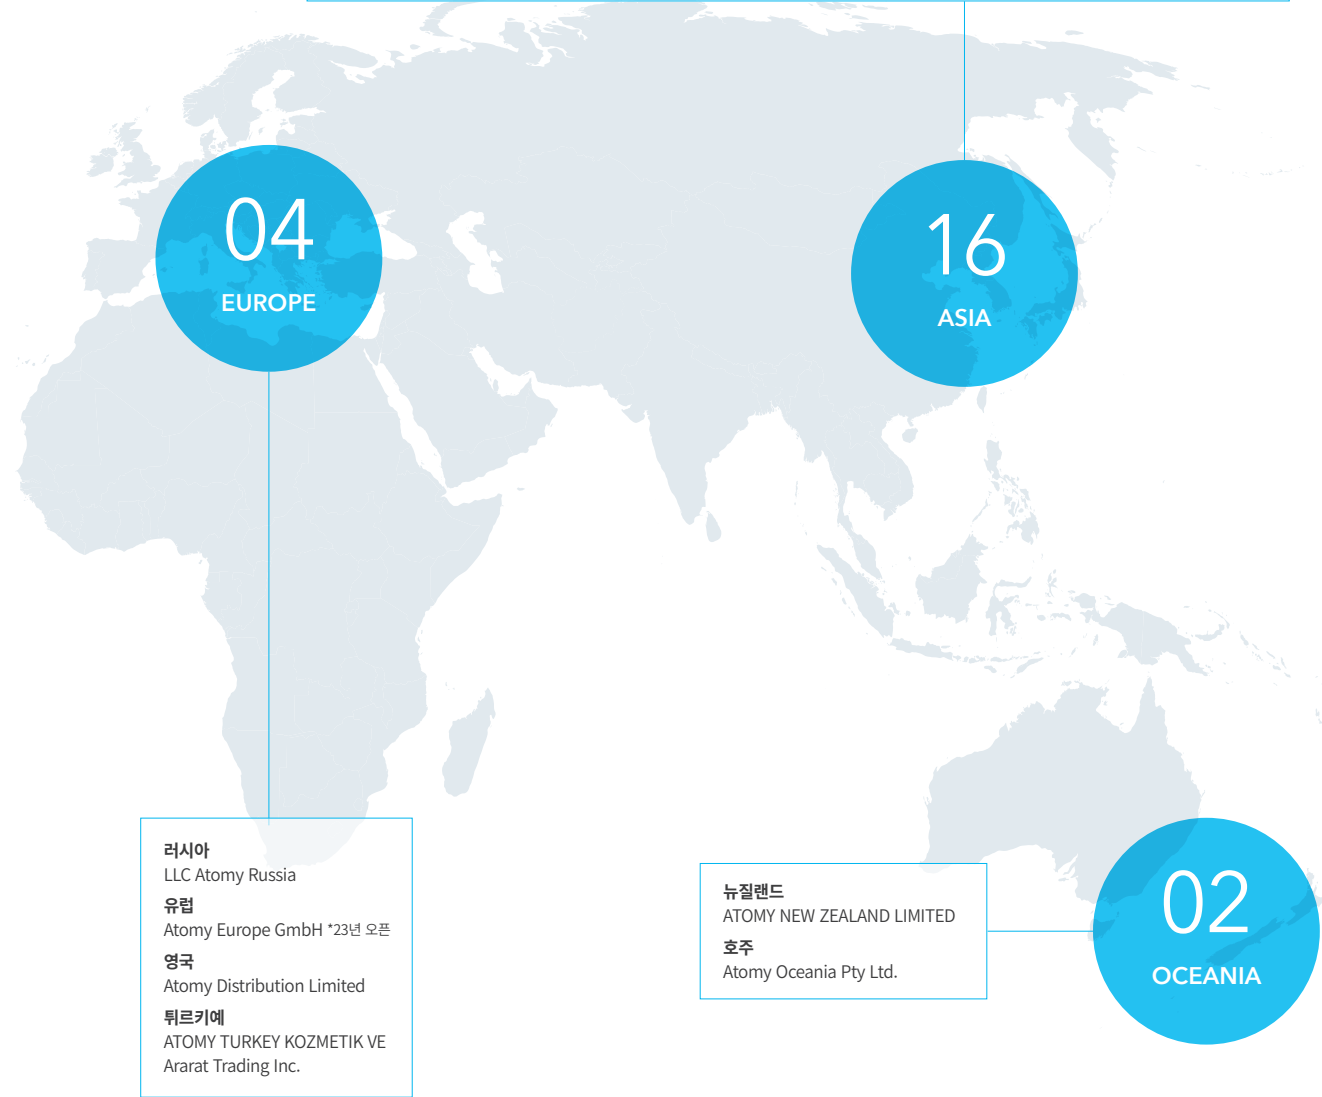 04
EUROPE
16
ASIA
러시아
LLC Atomy Russia
유럽
Atomy Europe GmbH *23년 오픈
영국
Atomy Distribution Limited
튀르키예
ATOMY TURKEY KOZMETIK VE
Ararat Trading Inc.
뉴질랜드
ATOMY NEW ZEALAND LIMITED
호주
Atomy Oceania Pty Ltd.
02
OCEANIA